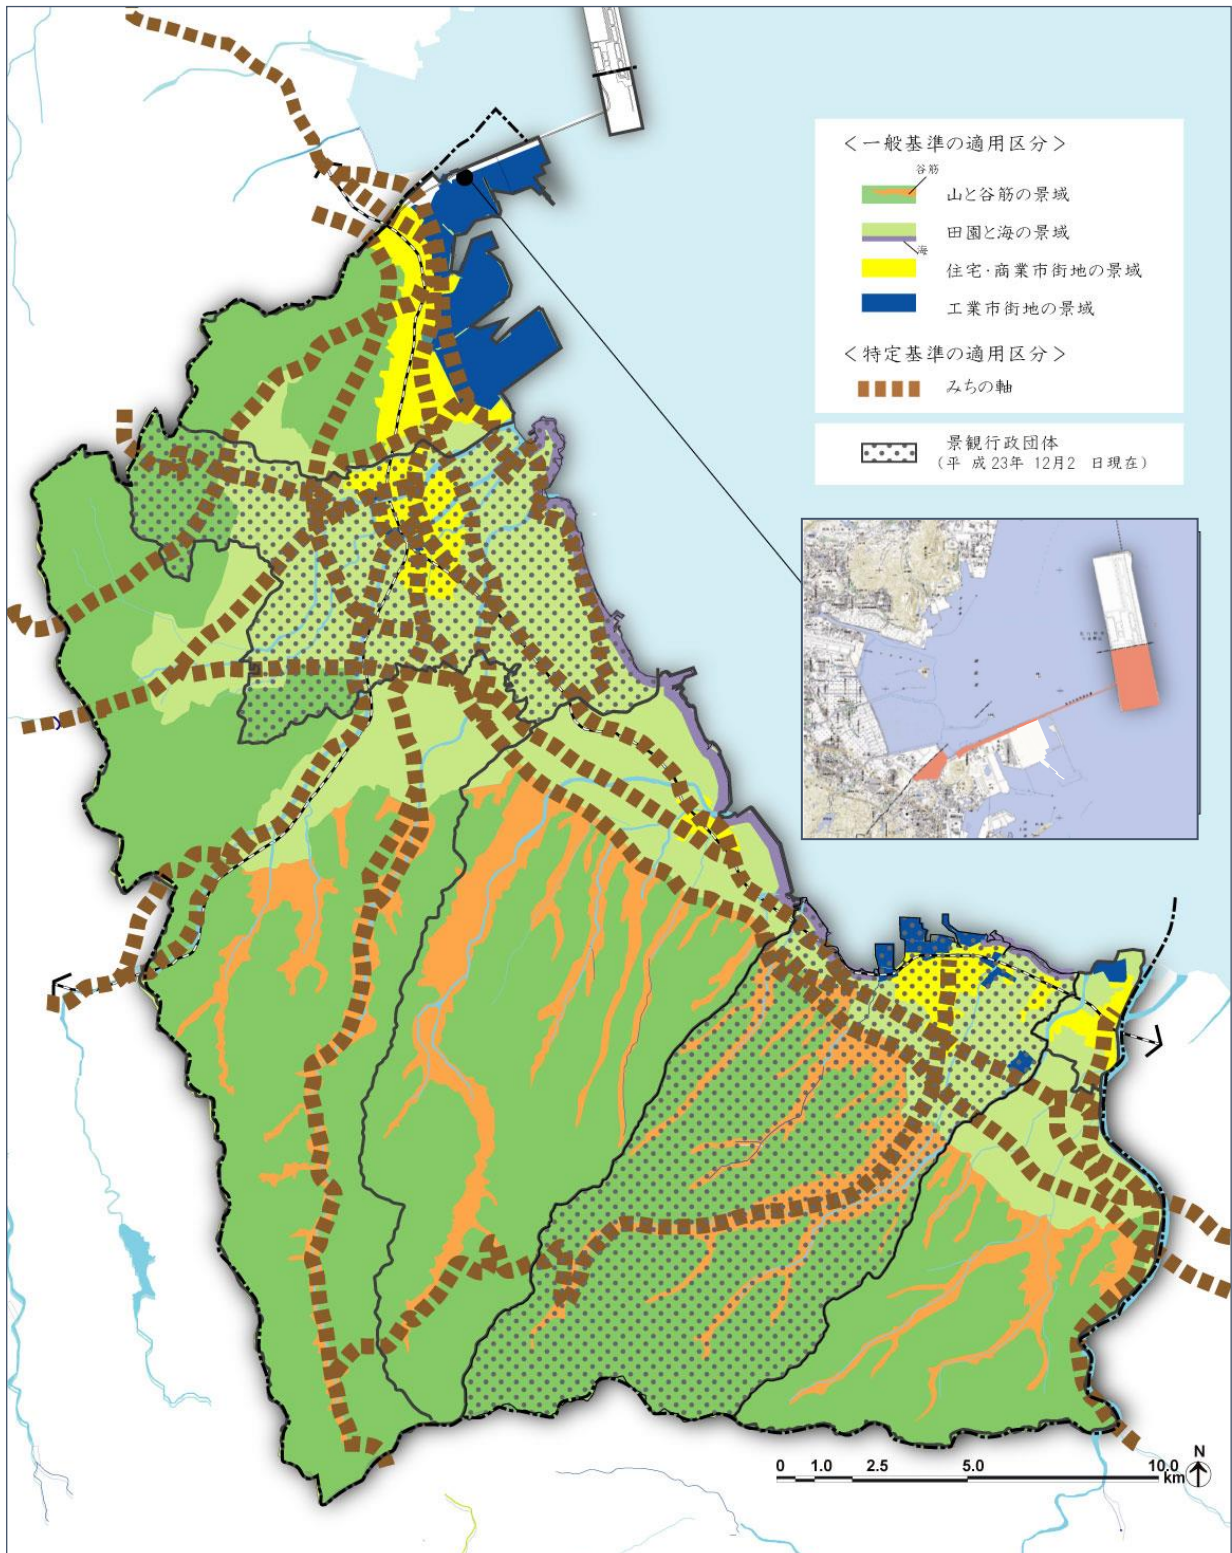 ＜一般基準の適用区分＞
谷筋
山と谷筋の景域
田園と海の景域
海
住宅・商業市街地の景域
工業市街地の景域
＜特定基準の適用区分＞
みちの軸
景観行政団体
(平 成23年 12月2 日現在)
0 1.0 2.5 5.0 10.0
km
N